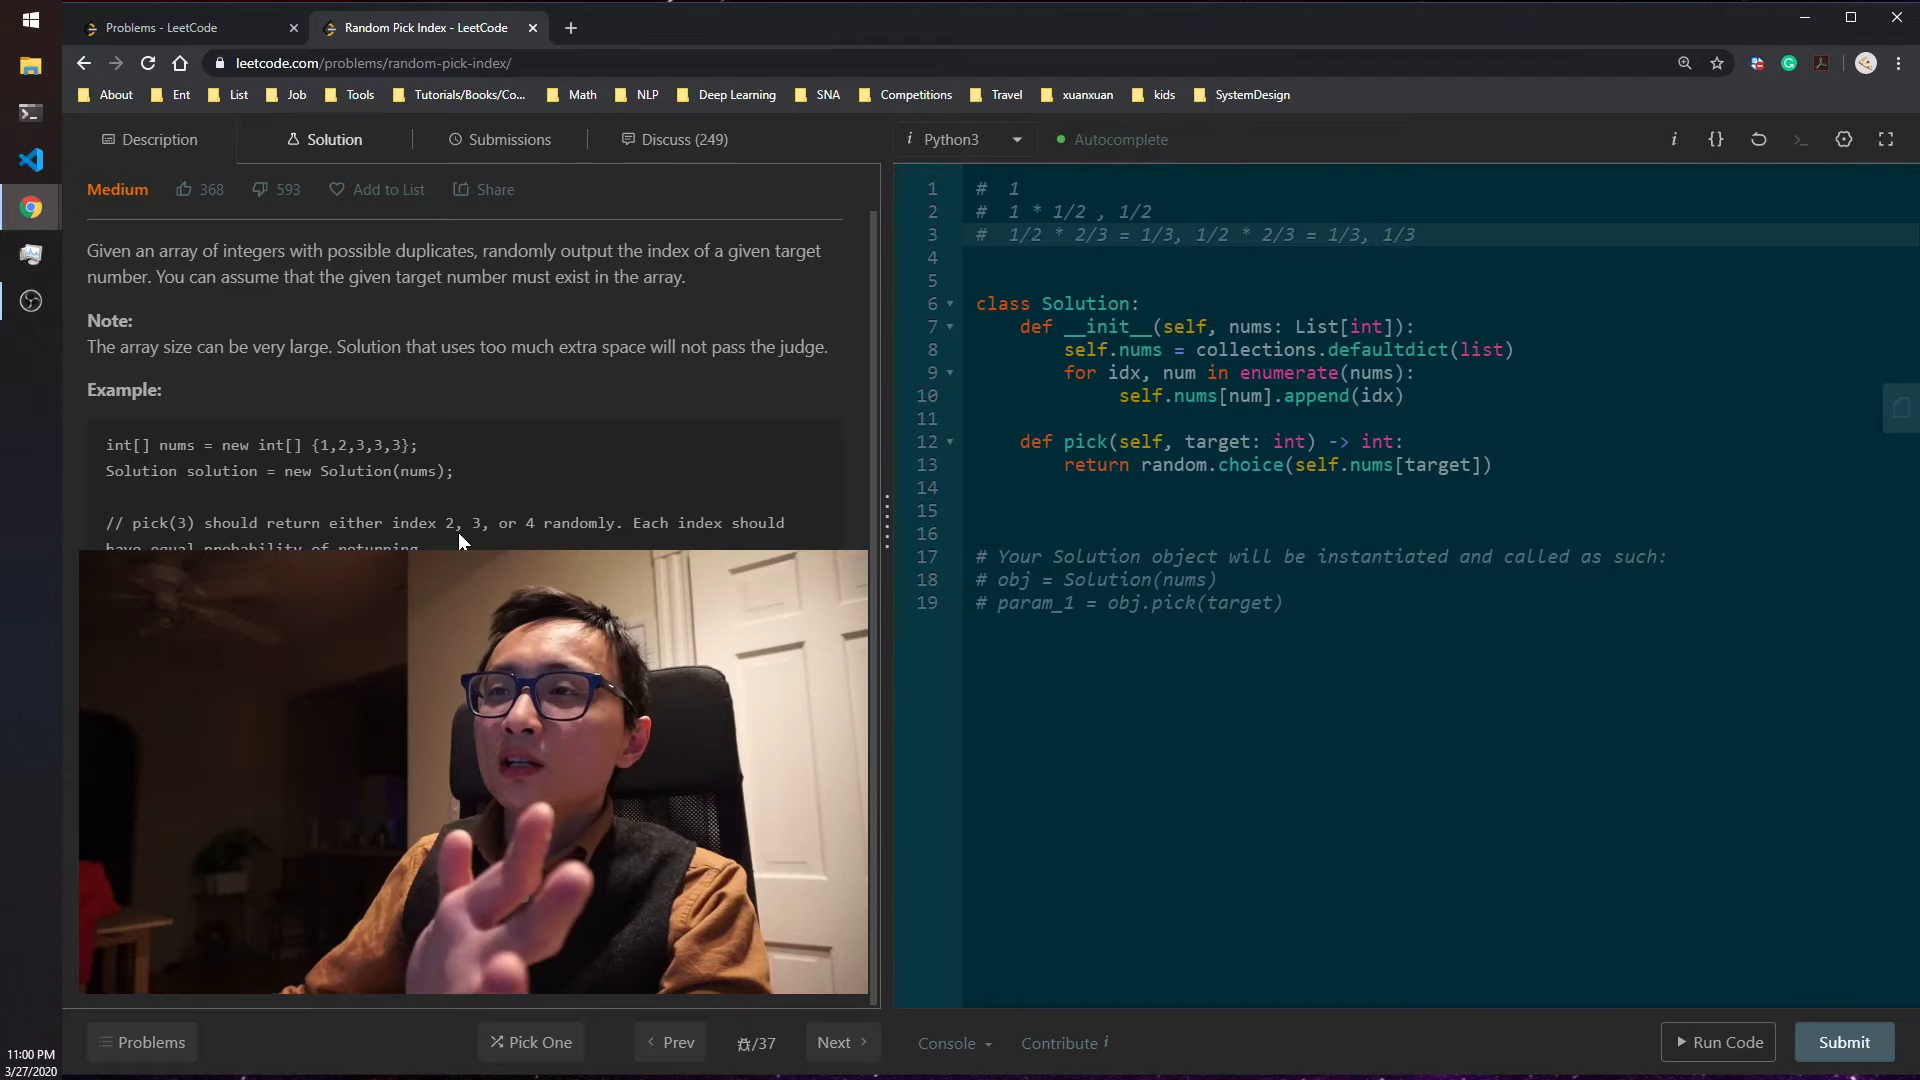 Problems - LeetCode
Random Pick Index - LeetCode
leetcode.com/problems/random-pick-index/
About
Ent
List
Job
Tools
Tutorials/Books/Co...
Math
NLP
Deep Learning
SNA
Competitions
Travel
xuanxuan
kids
SystemDesign
Description
Solution
Submissions
Discuss (249)
Medium
368
593
Add to List
Share
Given an array of integers with possible duplicates, randomly output the index of a given target
number. You can assume that the given target number must exist in the array.
Note:
The array size can be very large. Solution that uses too much extra space will not pass the judge.
Example:
int[] nums = new int[] {1,2,3,3,3};
Solution solution = new Solution(nums);
// pick(3) should return either index 2, 3, or 4 randomly. Each index should
have equal probability of returning.
Problems
Pick One
Prev
/37
Next
i Python3
Autocomplete
i {}
1 # 1
2 # 1 * 1/2 , 1/2
3 # 1/2 * 2/3 = 1/3, 1/2 * 2/3 = 1/3, 1/3
4
5
6 class Solution:
7 def __init__(self, nums: List[int]):
8 self.nums = collections.defaultdict(list)
9 for idx, num in enumerate(nums):
10 self.nums[num].append(idx)
11
12 def pick(self, target: int) -> int:
13 return random.choice(self.nums[target])
14
15
16
17 # Your Solution object will be instantiated and called as such:
18 # obj = Solution(nums)
19 # param_1 = obj.pick(target)
Console
Contribute i
Run Code
Submit
11:00 PM
3/27/2020